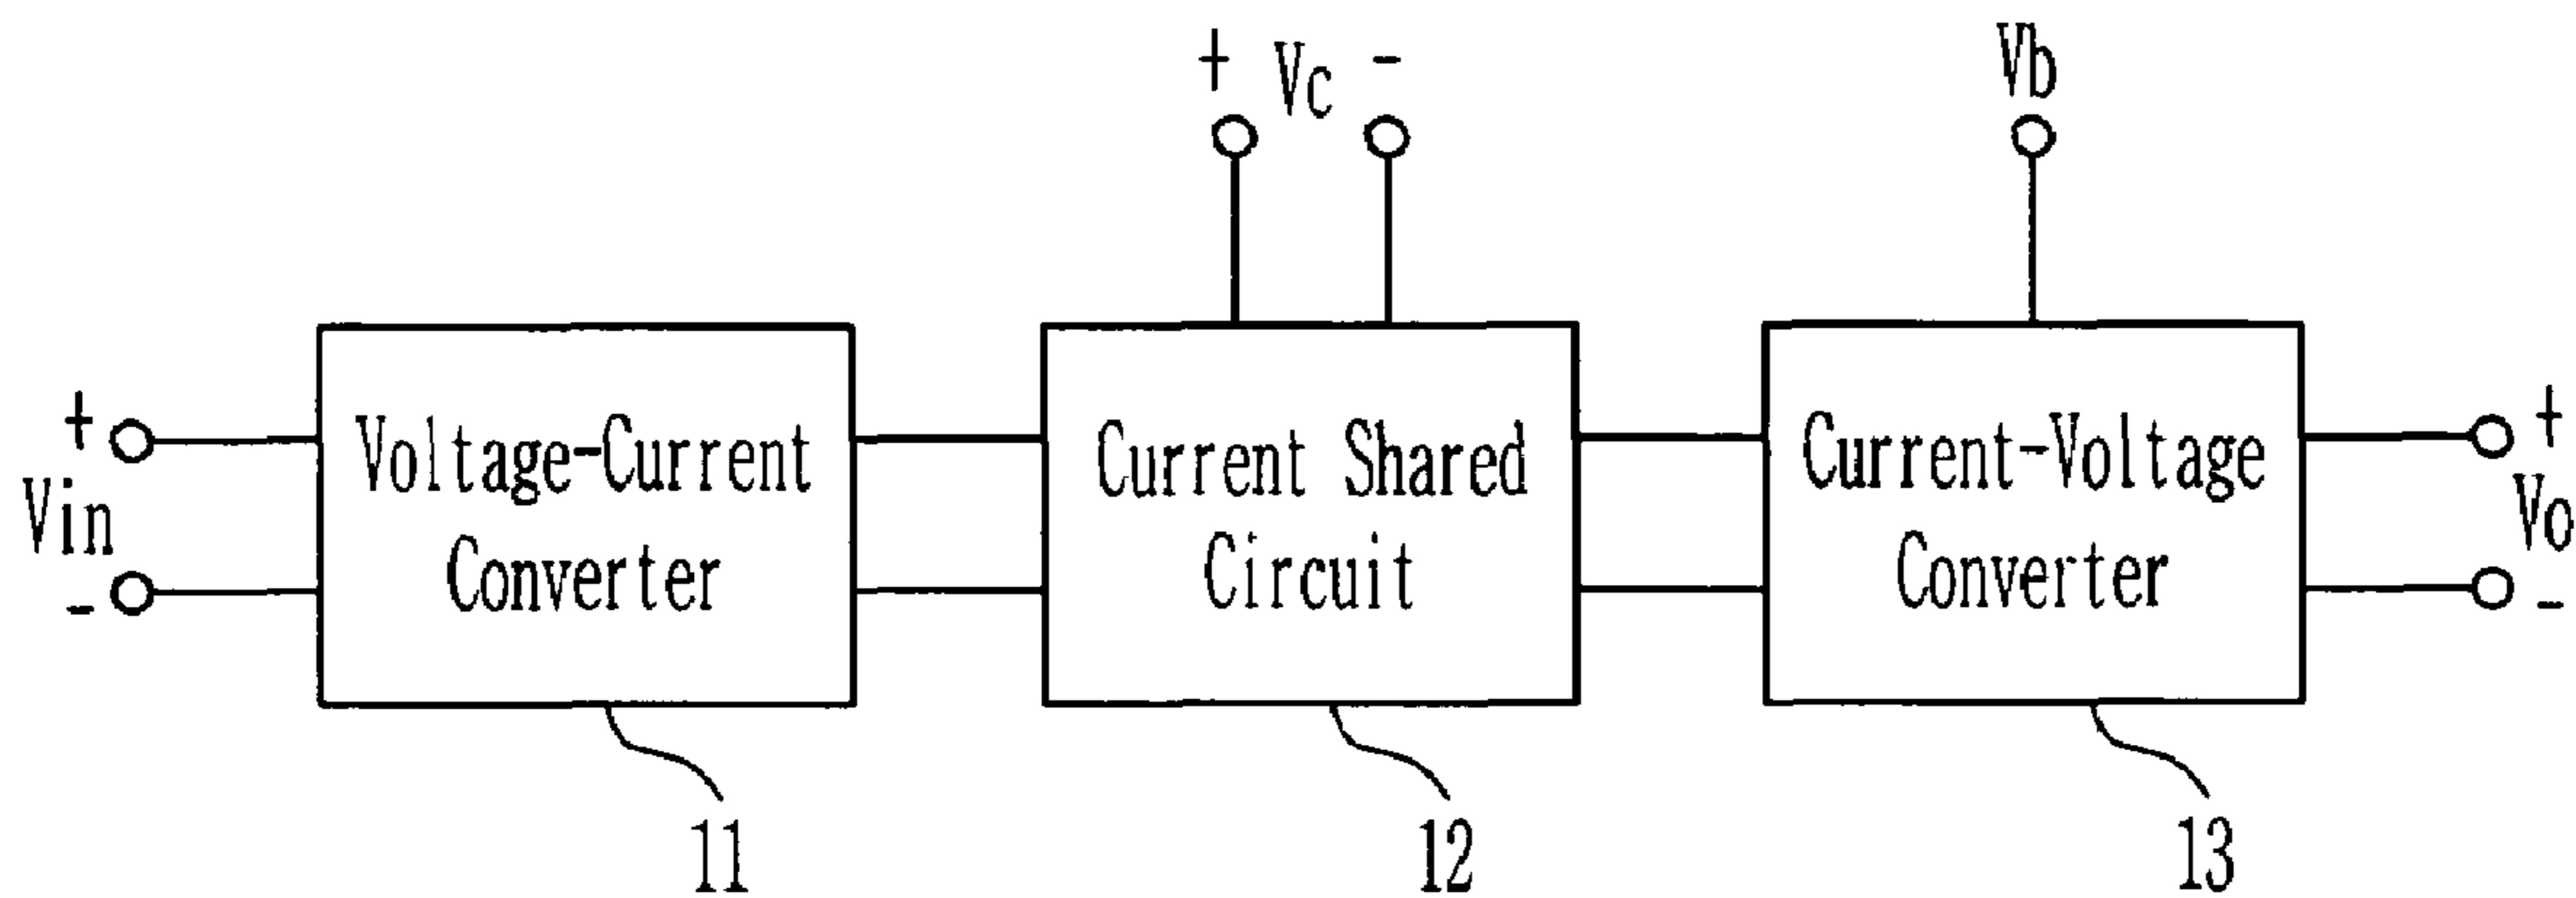 + Vc -
Vb
+
Vin
-
Voltage-Current
Converter
Current Shared
Circuit
Current-Voltage
Converter
+
Vo
-
11
12
13